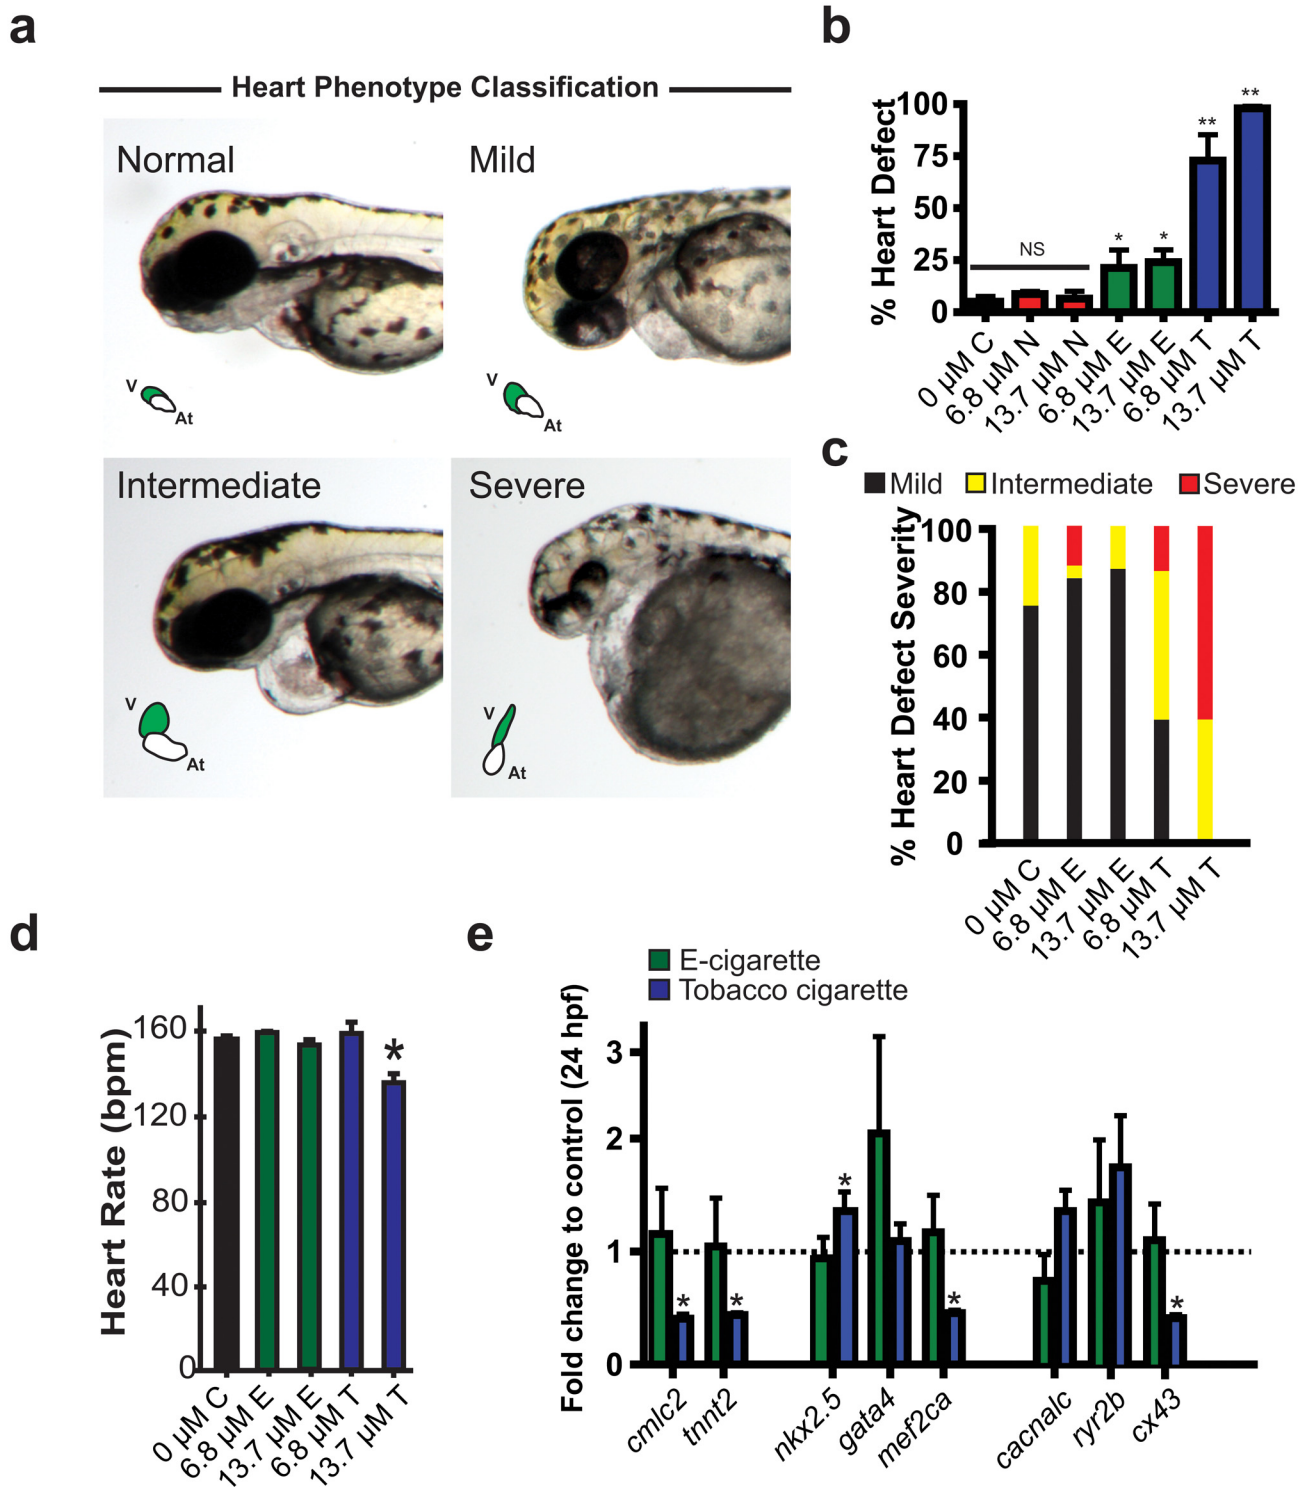 a
Heart Phenotype Classification
Normal
V
At
Mild
V
At
Intermediate
V
At
Severe
V
At
b
% Heart Defect
100
75
50
25
0
NS
*
*
**
**
0 µM C
6.8 µM N
13.7 µM N
6.8 µM E
13.7 µM E
6.8 µM T
13.7 µM T
c
Mild
Intermediate
Severe
% Heart Defect Severity
100
80
60
40
20
0
0 µM C
6.8 µM E
13.7 µM E
6.8 µM T
13.7 µM T
d
Heart Rate (bpm)
160
120
80
40
0
*
0 µM C
6.8 µM E
13.7 µM E
6.8 µM T
13.7 µM T
e
E-cigarette
Tobacco cigarette
Fold change to control (24 hpf)
3
2
1
0
*
*
*
*
*
cmlc2
tnnt2
nkx2.5
gata4
mef2ca
cacnalc
ryr2b
cx43